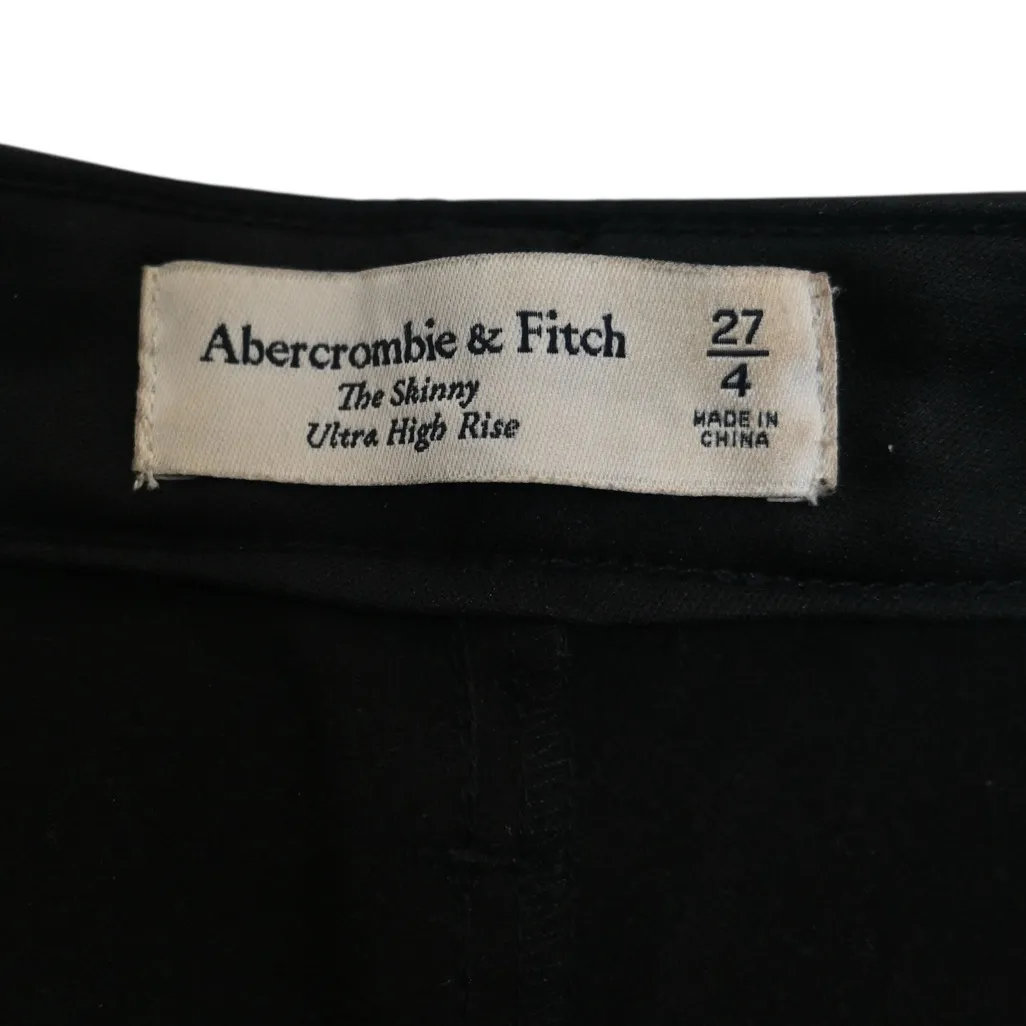 Abercrombie & Fitch
The Skinny
Ultra High Rise
27
4
MADE IN
CHINA